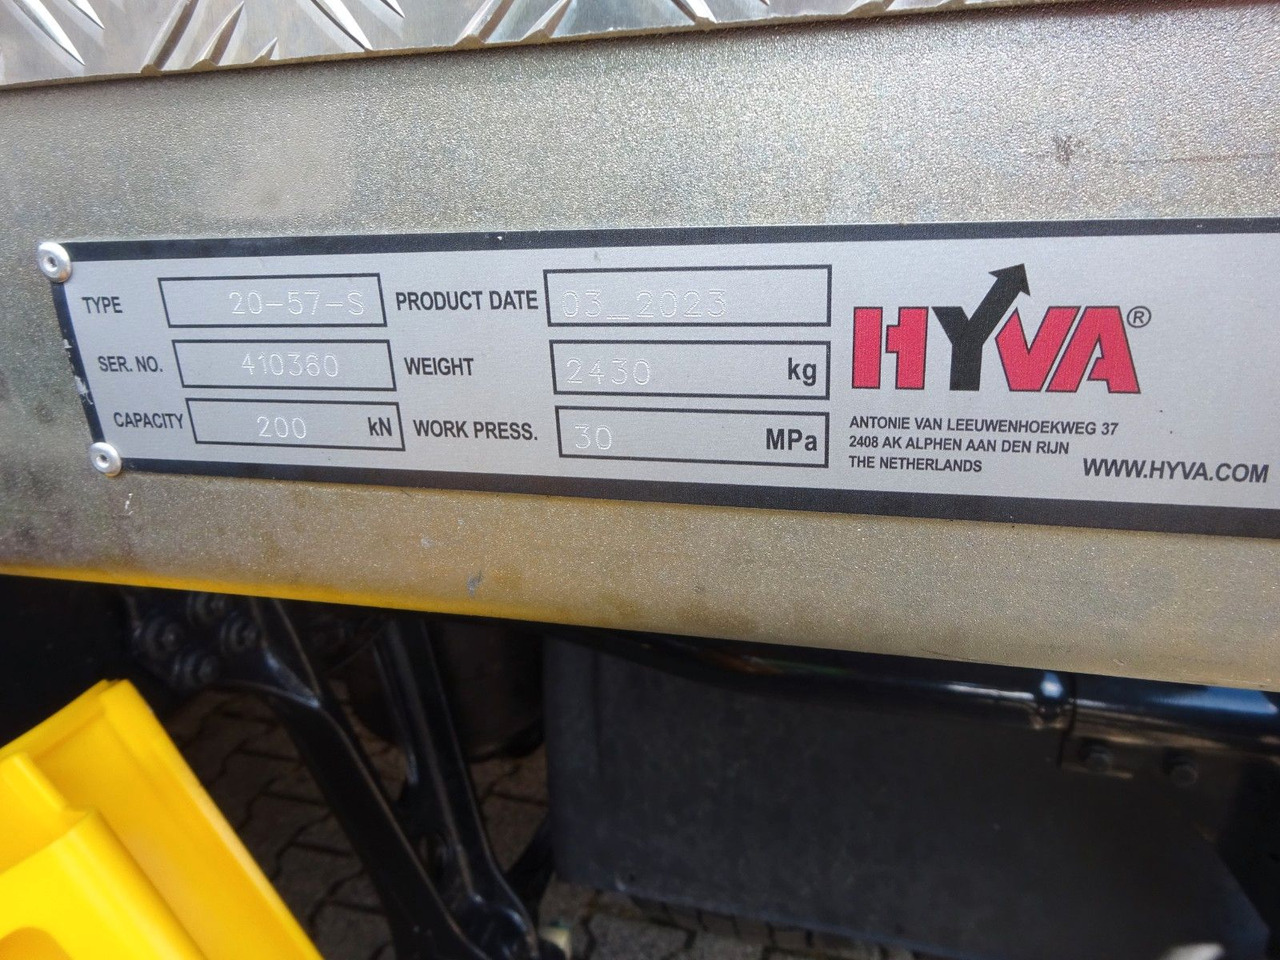 TYPE 20-57-S PRODUCT DATE 03_2023
SER. NO. 410360 WEIGHT 2430 kg
CAPACITY 200 kN WORK PRESS. 30 MPa
HYVA®
ANTONIE VAN LEEUWENHOEKWEG 37
2408 AK ALPHEN AAN DEN RIJN
THE NETHERLANDS
WWW.HYVA.COM